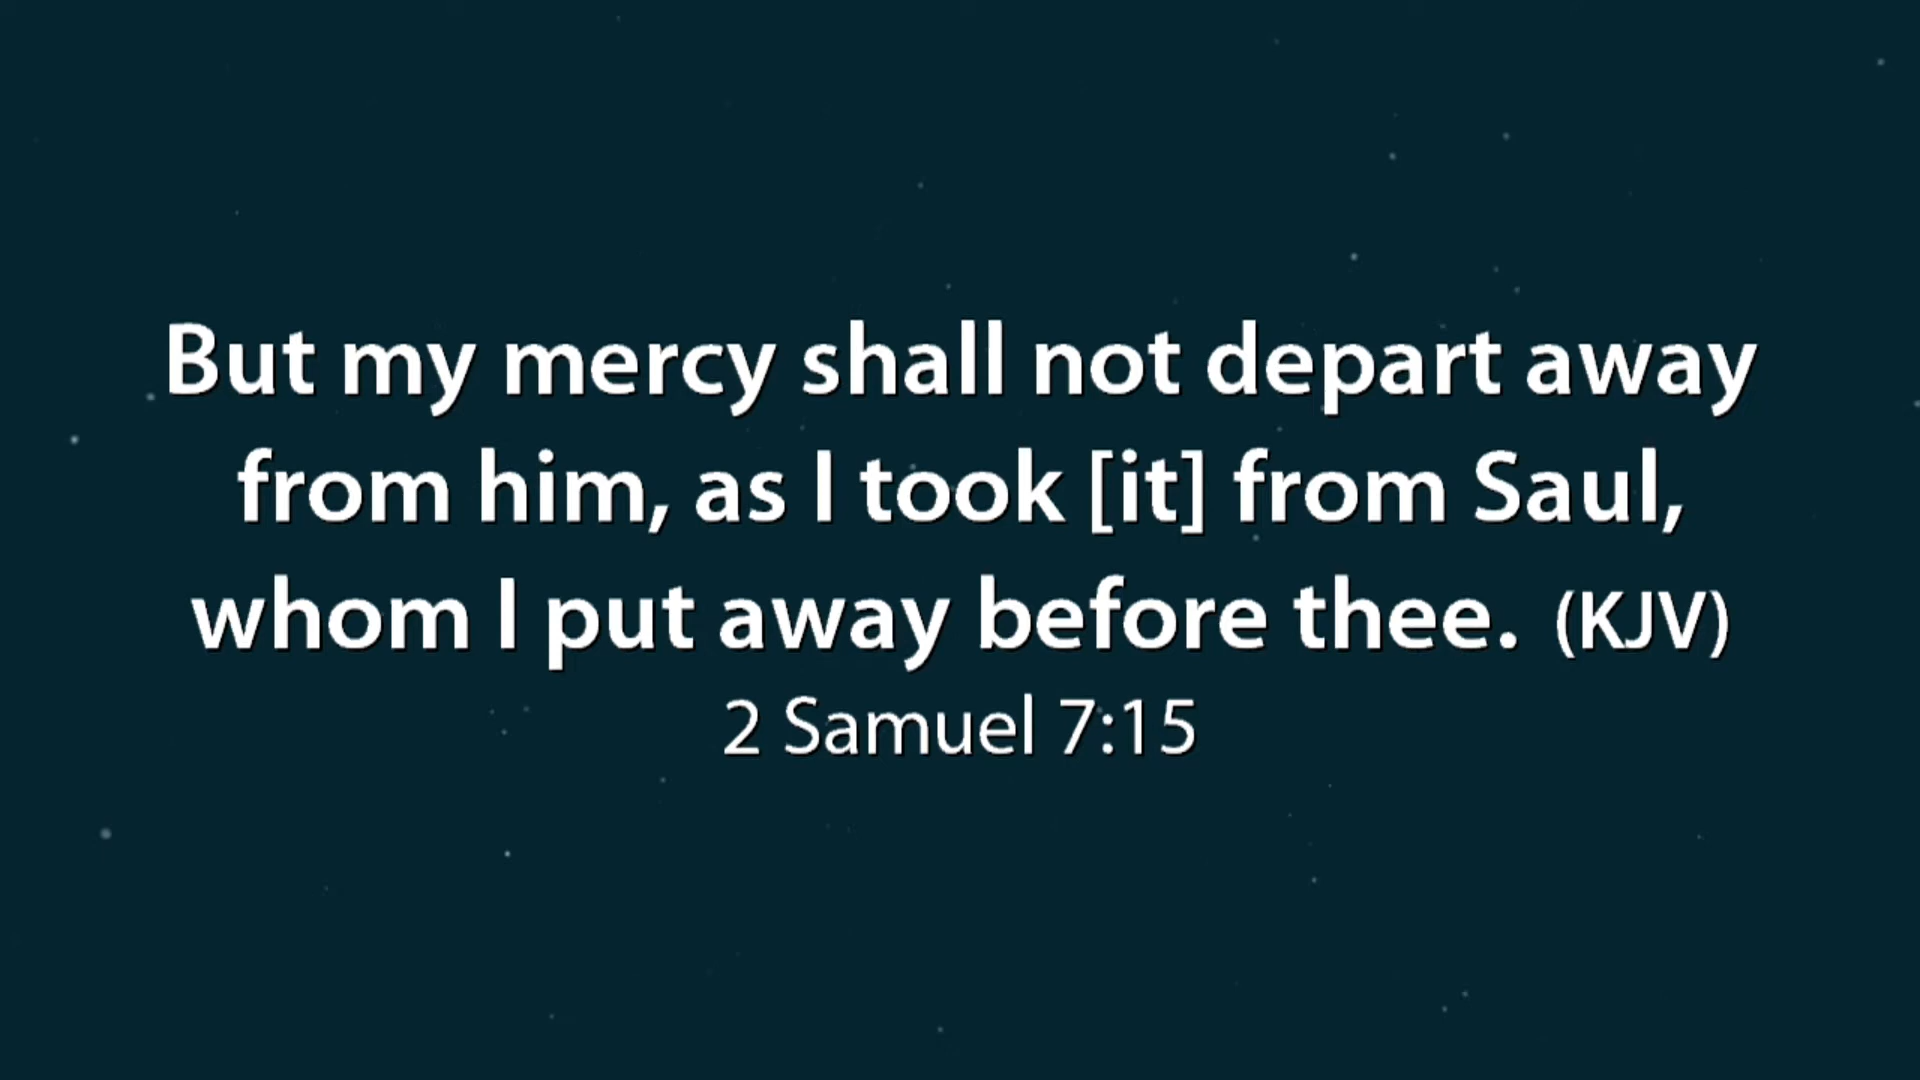 But my mercy shall not depart away
from him, as I took [it] from Saul,
whom I put away before thee. (KJV)
2 Samuel 7:15